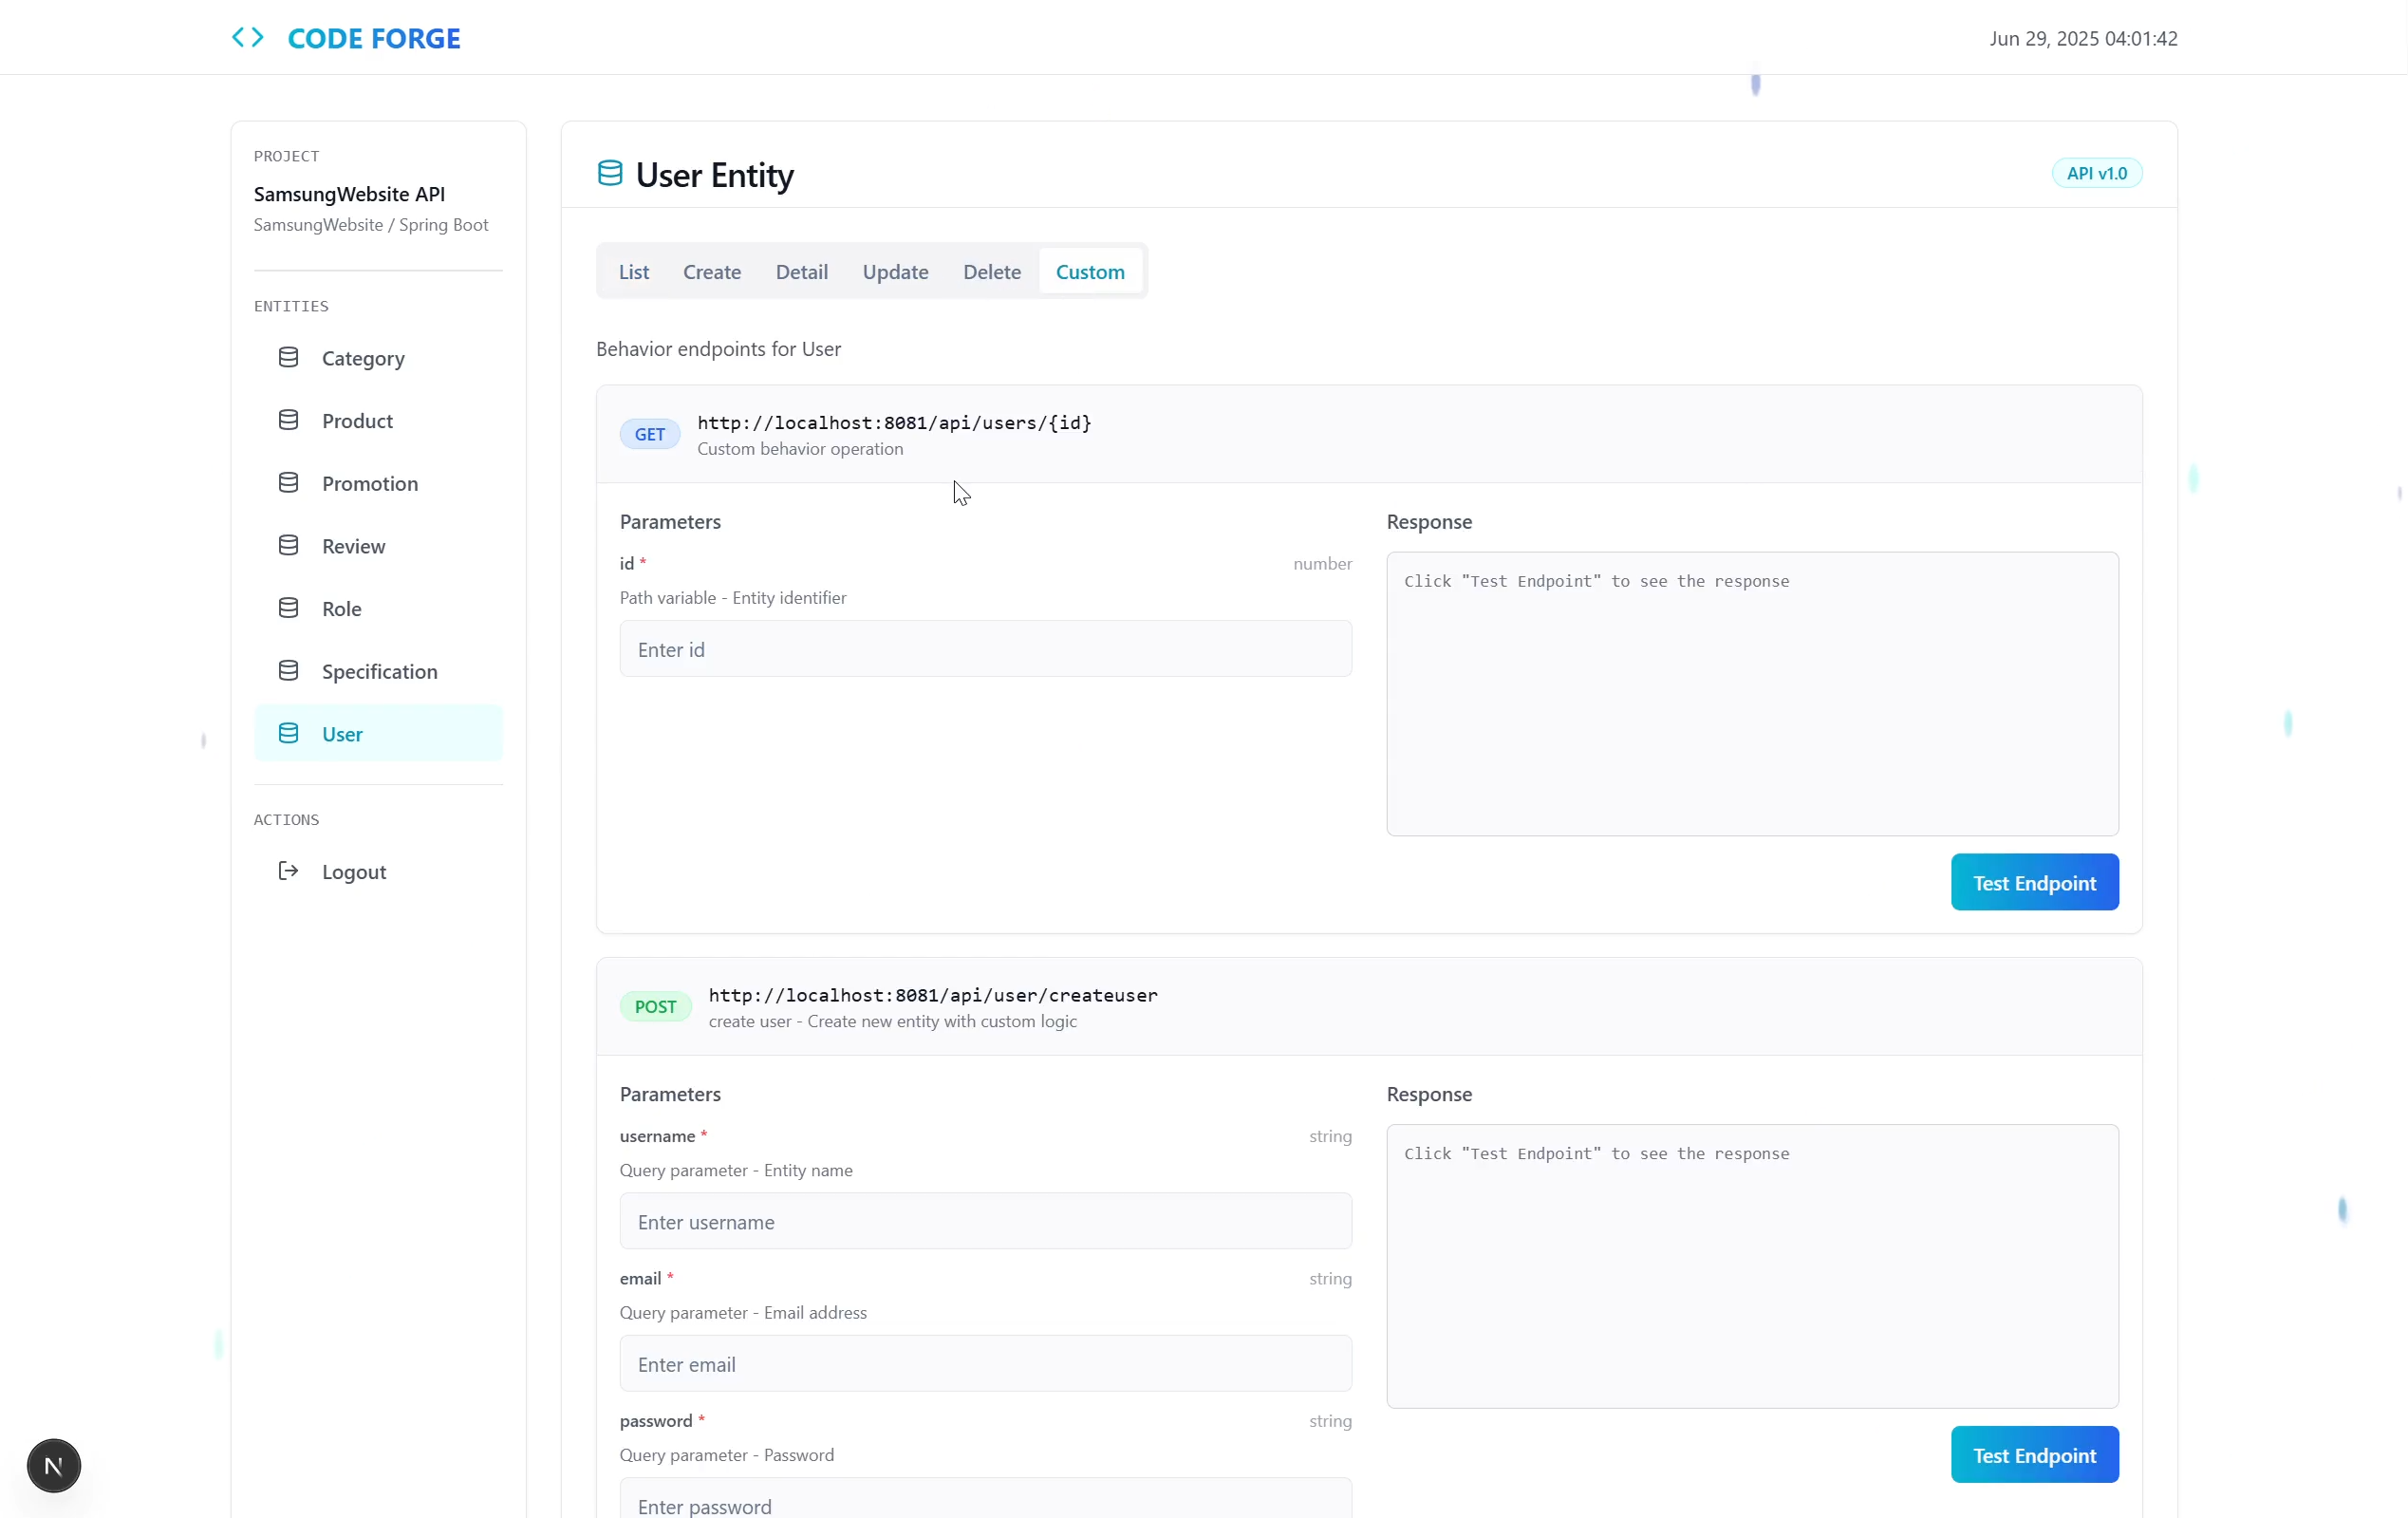 CODE FORGE
Jun 29, 2025 04:01:42
PROJECT
SamsungWebsite API
SamsungWebsite / Spring Boot
ENTITIES
Category
Product
Promotion
Review
Role
Specification
User
ACTIONS
Logout
User Entity
API v1.0
List Create Detail Update Delete Custom
Behavior endpoints for User
GET
http://localhost:8081/api/users/{id}
Custom behavior operation
Parameters
id * number
Path variable - Entity identifier
Enter id
Response
Click "Test Endpoint" to see the response
Test Endpoint
POST
http://localhost:8081/api/user/createuser
create user - Create new entity with custom logic
Parameters
username * string
Query parameter - Entity name
Enter username
email * string
Query parameter - Email address
Enter email
password * string
Query parameter - Password
Enter password
Response
Click "Test Endpoint" to see the response
Test Endpoint
N